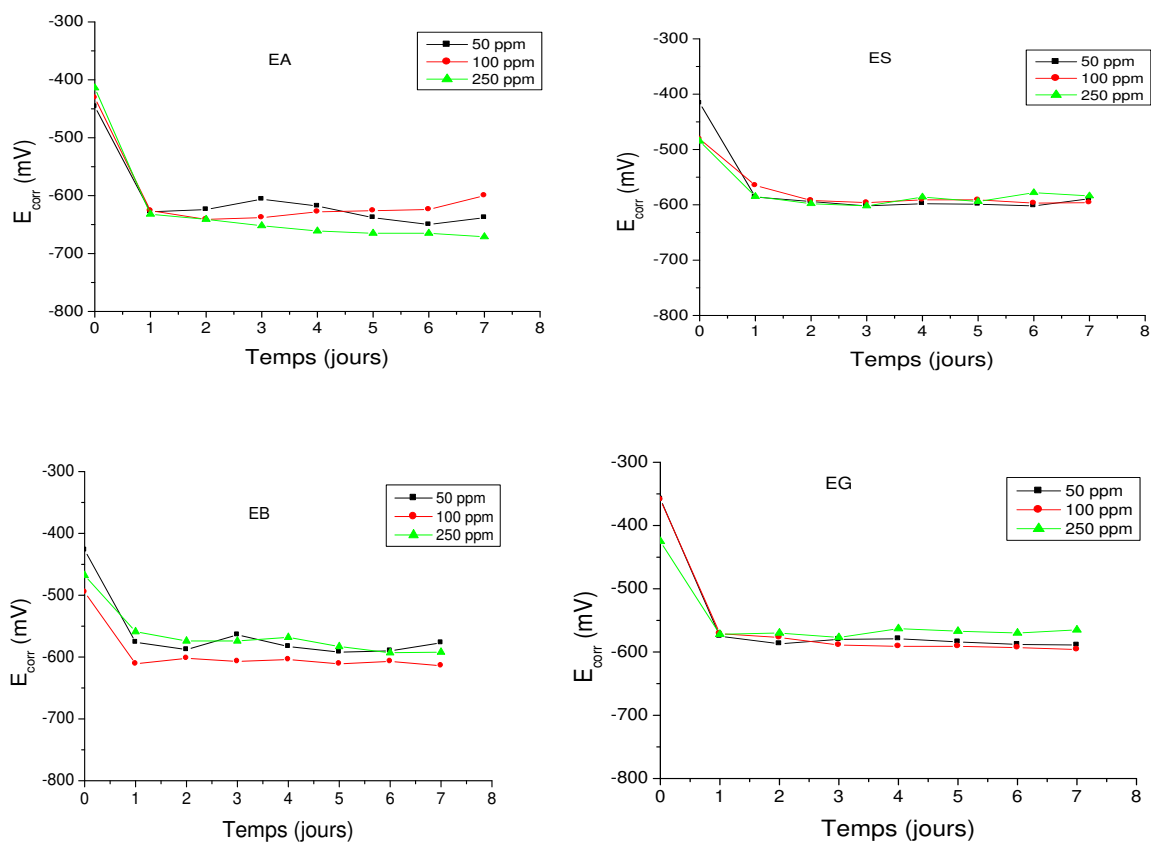 EA
50 ppm
100 ppm
250 ppm
-300
-400
-500
-600
-700
-800
E_corr (mV)
0 1 2 3 4 5 6 7 8
Temps (jours)
ES
50 ppm
100 ppm
250 ppm
-300
-400
-500
-600
-700
-800
E_corr (mV)
0 1 2 3 4 5 6 7 8
Temps (jours)
EB
50 ppm
100 ppm
250 ppm
-300
-400
-500
-600
-700
-800
E_corr (mV)
0 1 2 3 4 5 6 7 8
Temps (jours)
EG
50 ppm
100 ppm
250 ppm
-300
-400
-500
-600
-700
-800
E_corr (mV)
0 1 2 3 4 5 6 7 8
Temps (jours)